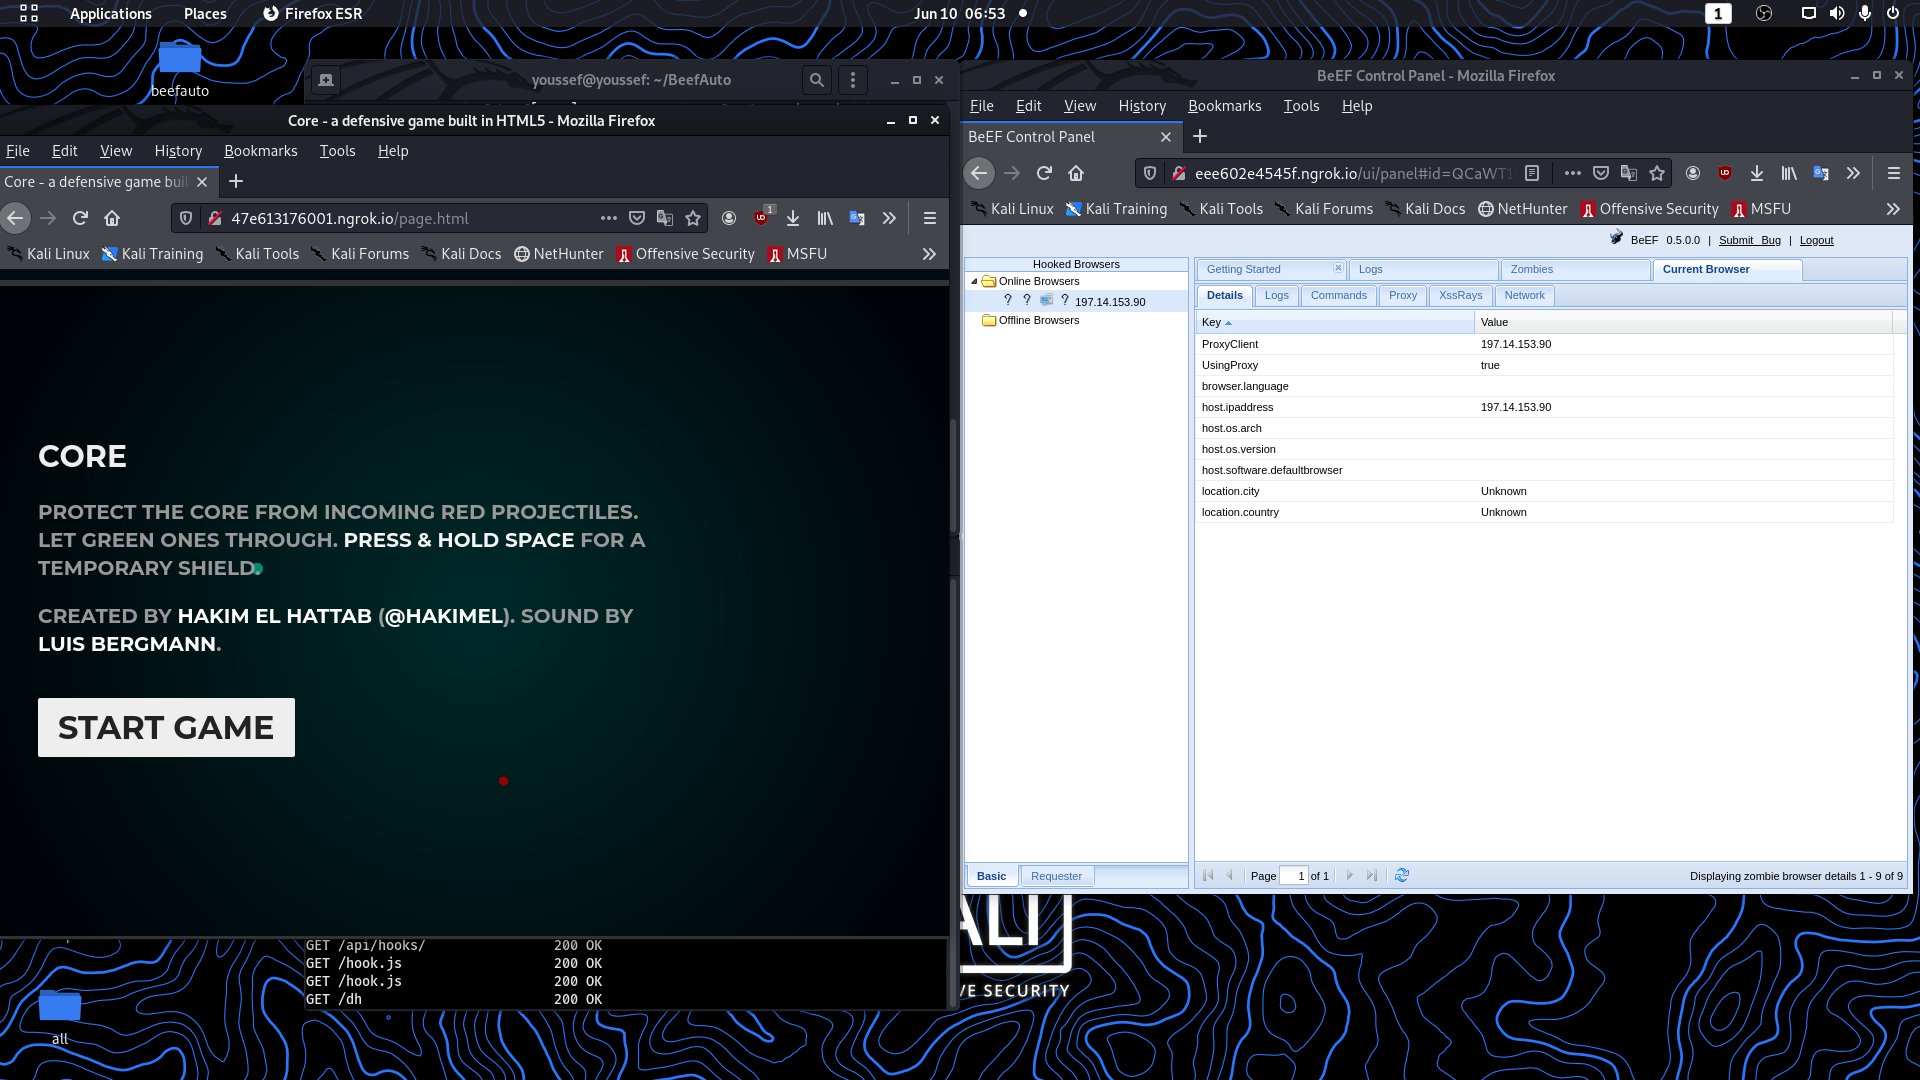 Applications Places Firefox ESR Jun 10 06:53 1
beefauto
youssef@youssef: ~/BeefAuto
Core - a defensive game built in HTML5 - Mozilla Firefox
File Edit View History Bookmarks Tools Help
Core - a defensive game buil
47e613176001.ngrok.io/page.html
1
Kali Linux Kali Training Kali Tools Kali Forums Kali Docs NetHunter Offensive Security MSFU
CORE
PROTECT THE CORE FROM INCOMING RED PROJECTILES.
LET GREEN ONES THROUGH. PRESS & HOLD SPACE FOR A
TEMPORARY SHIELD.
CREATED BY HAKIM EL HATTAB (@HAKIMEL). SOUND BY
LUIS BERGMANN.
START GAME
GET /api/hooks/ 200 OK
GET /hook.js 200 OK
GET /hook.js 200 OK
GET /dh 200 OK
all
BeEF Control Panel - Mozilla Firefox
File Edit View History Bookmarks Tools Help
BeEF Control Panel
eee602e4545f.ngrok.io/ui/panel#id=QCaWT1
Kali Linux Kali Training Kali Tools Kali Forums Kali Docs NetHunter Offensive Security MSFU
BeEF 0.5.0.0 | Submit Bug | Logout
Hooked Browsers
Online Browsers
? ? ? 197.14.153.90
Offline Browsers
Basic Requester
Getting Started Logs Zombies Current Browser
Details Logs Commands Proxy XssRays Network
Key Value
ProxyClient 197.14.153.90
UsingProxy true
browser.language
host.ipaddress 197.14.153.90
host.os.arch
host.os.version
host.software.defaultbrowser
location.city Unknown
location.country Unknown
Page 1 of 1 Displaying zombie browser details 1 - 9 of 9
ALI
VE SECURITY